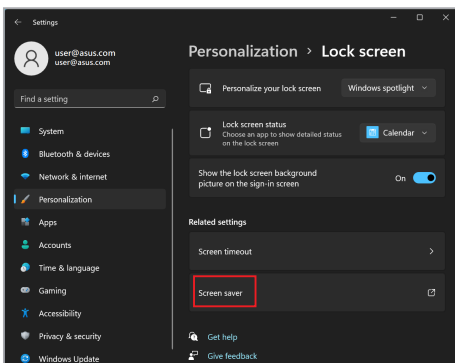 Settings
user@asus.com
user@asus.com
Find a setting
System
Bluetooth & devices
Network & internet
Personalization
Apps
Accounts
Time & language
Gaming
Accessibility
Privacy & security
Windows Update
Personalization > Lock screen
Personalize your lock screen
Windows spotlight
Lock screen status
Choose an app to show detailed status
on the lock screen
Calendar
Show the lock screen background
picture on the sign-in screen
On
Related settings
Screen timeout
Screen saver
Get help
Give feedback